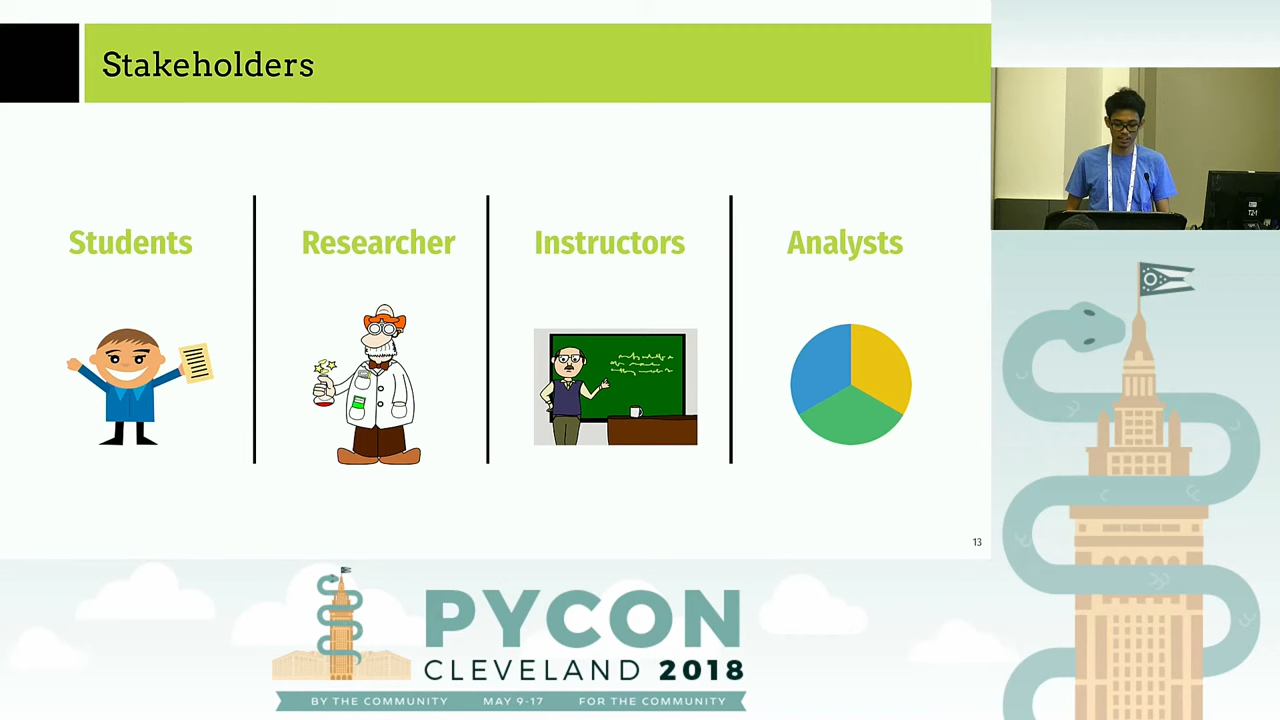 Stakeholders
Students
Researcher
Instructors
Analysts
13
PYCON
CLEVELAND 2018
BY THE COMMUNITY MAY 9-17 FOR THE COMMUNITY